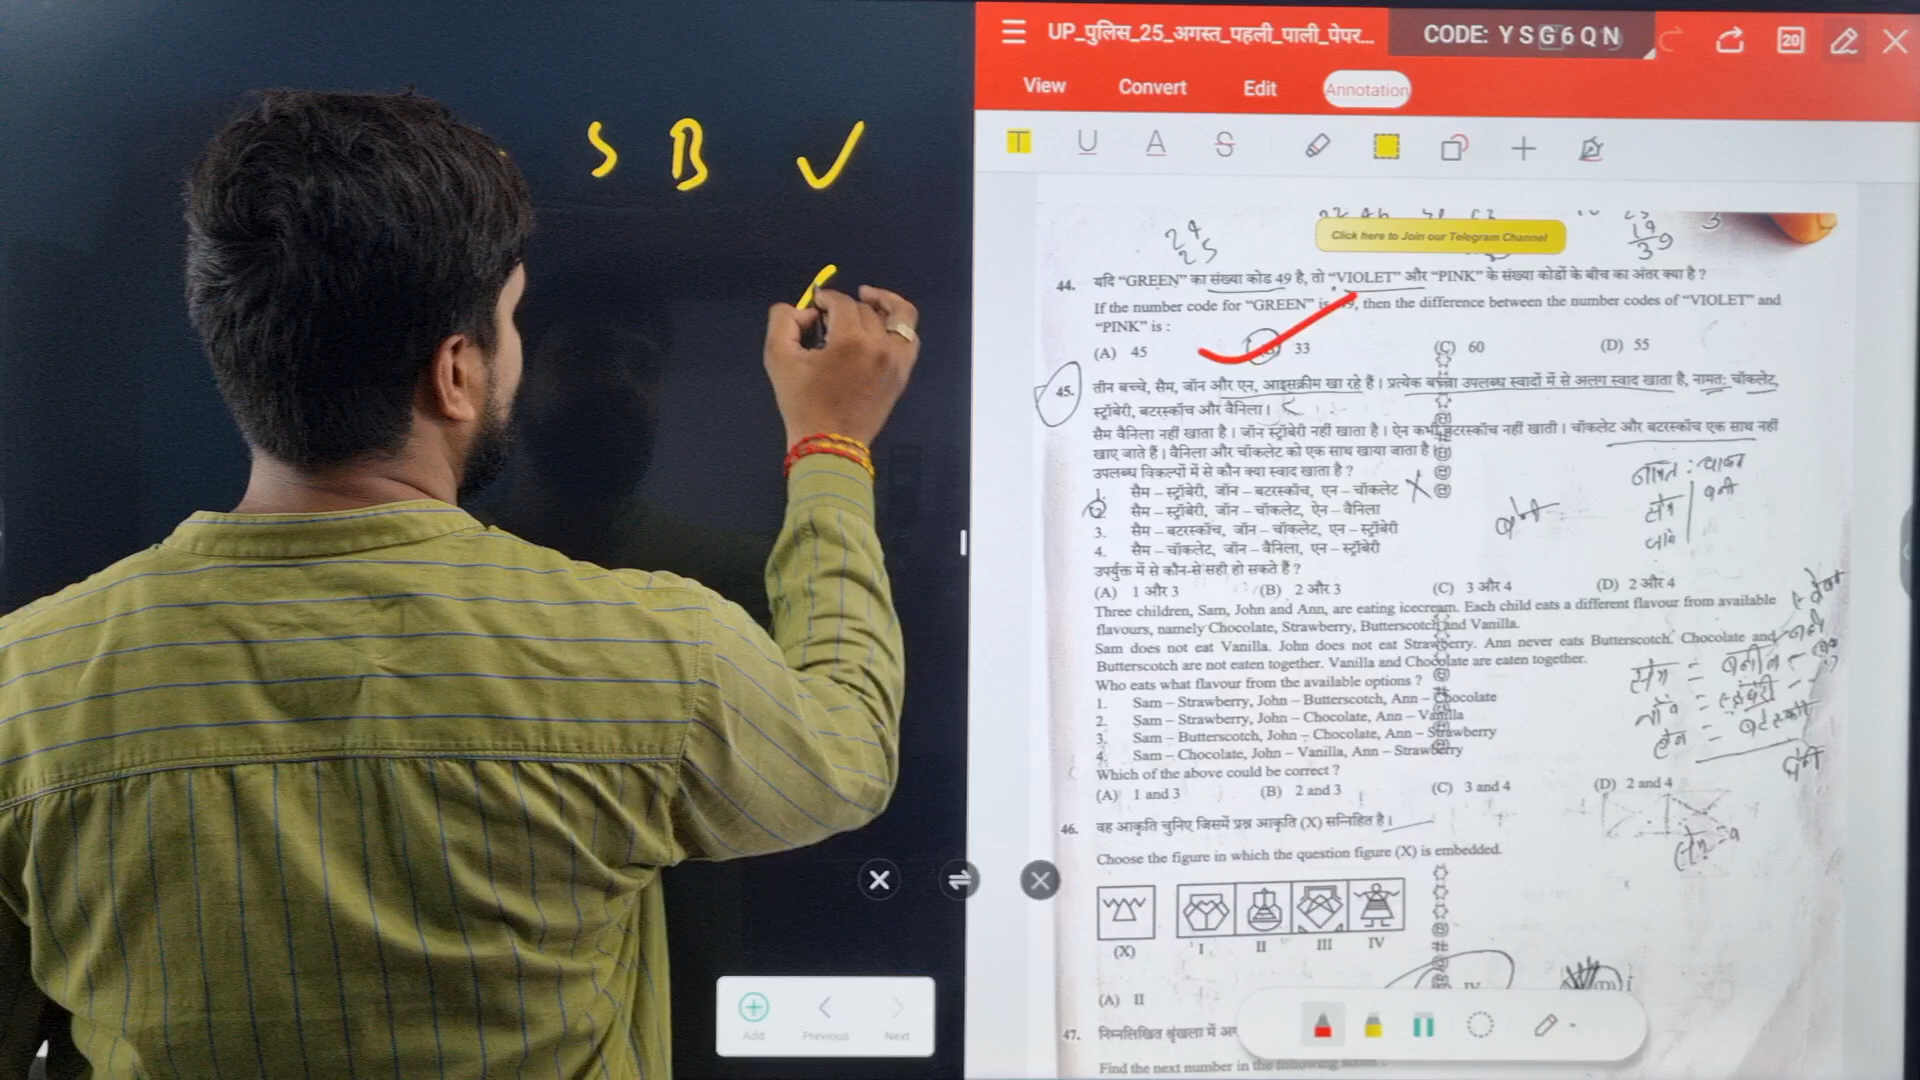 S B V
UP_पुलिस_25_अगस्त_पहली_पाली_पेपर...
CODE: Y S G 6 Q N
20
View Convert Edit Annotation
T U A S
Click here to Join our Telegram Channel
44. यदि “GREEN” का संख्या कोड 49 है, तो “VIOLET” और “PINK” के संख्या कोडों के बीच का अंतर क्या है ?
If the number code for “GREEN” is 49, then the difference between the number codes of “VIOLET” and
“PINK” is :
(A) 45 33 (C) 60 (D) 55
45. तीन बच्चे, सैम, जॉन और एन, आइसक्रीम खा रहे हैं । प्रत्येक बच्चा उपलब्ध स्वादों में से अलग स्वाद खाता है, नामतः चॉकलेट,
स्ट्रॉबेरी, बटरस्कॉच और वैनिला ।
सैम वैनिला नहीं खाता है । जॉन स्ट्रॉबेरी नहीं खाता है । ऐन कभी बटरस्कॉच नहीं खाती । चॉकलेट और बटरस्कॉच एक साथ नहीं
खाए जाते हैं । वैनिला और चॉकलेट को एक साथ खाया जाता है ।
उपलब्ध विकल्पों में से कौन क्या स्वाद खाता है ?
1. सैम – स्ट्रॉबेरी, जॉन – बटरस्कॉच, एन – चॉकलेट
2. सैम – स्ट्रॉबेरी, जॉन – चॉकलेट, ऐन – वैनिला
3. सैम – बटरस्कॉच, जॉन – चॉकलेट, एन – स्ट्रॉबेरी
4. सैम – चॉकलेट, जॉन – वैनिला, एन – स्ट्रॉबेरी
उपर्युक्त में से कौन-से सही हो सकते हैं ?
(A) 1 और 3 (B) 2 और 3 (C) 3 और 4 (D) 2 और 4
Three children, Sam, John and Ann, are eating icecream. Each child eats a different flavour from available
flavours, namely Chocolate, Strawberry, Butterscotch and Vanilla.
Sam does not eat Vanilla. John does not eat Strawberry. Ann never eats Butterscotch. Chocolate and
Butterscotch are not eaten together. Vanilla and Chocolate are eaten together.
Who eats what flavour from the available options ?
1. Sam – Strawberry, John – Butterscotch, Ann – Chocolate
2. Sam – Strawberry, John – Chocolate, Ann – Vanilla
3. Sam – Butterscotch, John – Chocolate, Ann – Strawberry
4. Sam – Chocolate, John – Vanilla, Ann – Strawberry
Which of the above could be correct ?
(A) 1 and 3 (B) 2 and 3 (C) 3 and 4 (D) 2 and 4
46. वह आकृति चुनिए जिसमें प्रश्न आकृति (X) सन्निहित है ।
Choose the figure in which the question figure (X) is embedded.
(X) I II III IV
(A) II IV (D) I
47. निम्नलिखित श्रृंखला में
Find the next number in the following
Add Previous Next